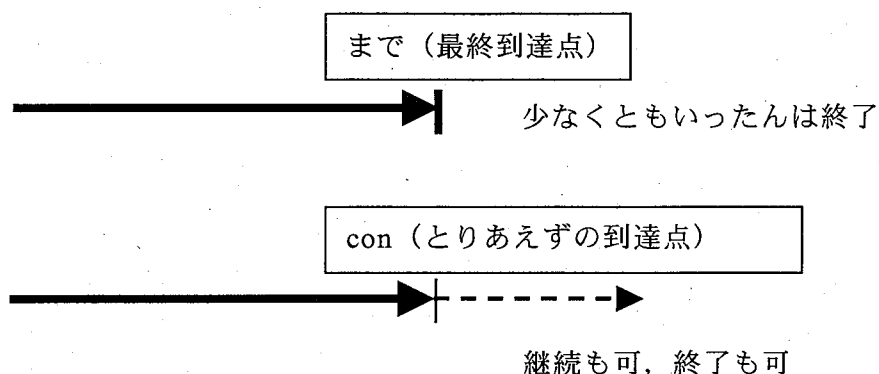 まで（最終到達点）
少なくともいったんは終了
con（とりあえずの到達点）
継続も可，終了も可